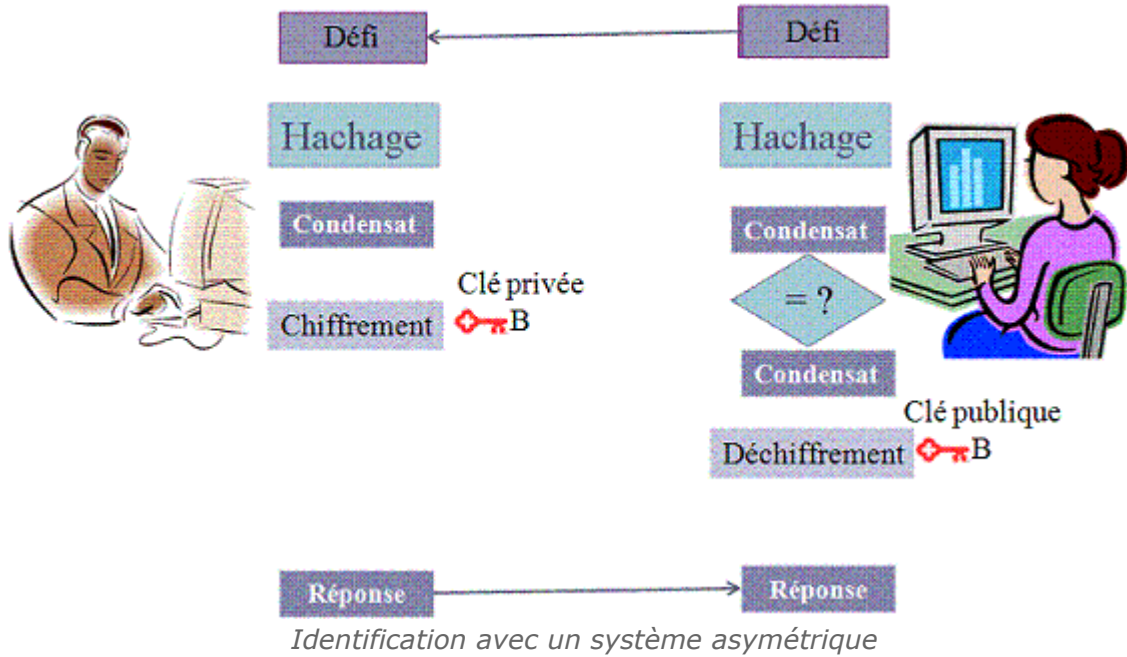 Défi
Défi
Hachage
Hachage
Condensat
Condensat
Clé privée
= ?
Chiffrement
B
Condensat
Clé publique
Déchiffrement
B
Réponse
Réponse
Identification avec un système asymétrique